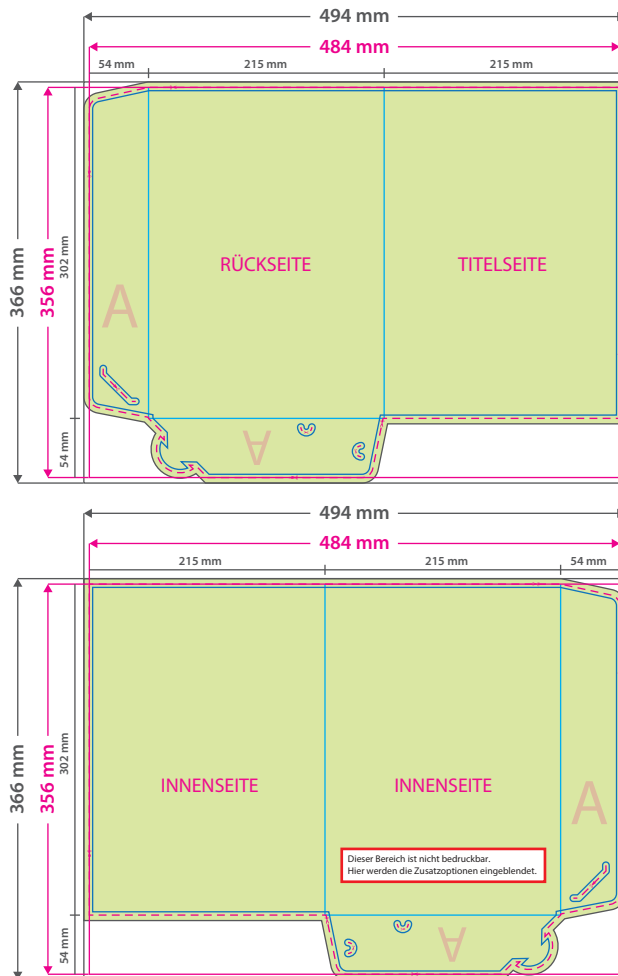 494 mm
484 mm
54 mm
215 mm
215 mm
366 mm
356 mm
302 mm
54 mm
RÜCKSEITE
TITELSEITE
A
A
494 mm
484 mm
215 mm
215 mm
54 mm
366 mm
356 mm
302 mm
54 mm
INNENSEITE
INNENSEITE
A
Dieser Bereich ist nicht bedruckbar.
Hier werden die Zusatzoptionen eingeblendet.
A